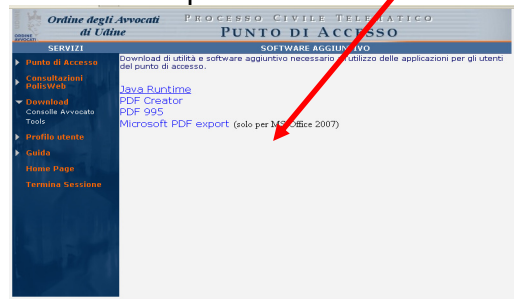 Ordine degli Avvocati
di Udine
ORDINE
AVVOCATI
PROCESSO CIVILE TELEMATICO
PUNTO DI ACCESSO
SERVIZI
SOFTWARE AGGIUNTIVO
Punto di Accesso
Consultazioni
PolisWeb
Download
Consolle Avvocato
Tools
Profilo utente
Guida
Home Page
Termina Sessione
Download di utilità e software aggiuntivo necessario all'utilizzo delle applicazioni per gli utenti
del punto di accesso.
Java Runtime
PDF Creator
PDF 995
Microsoft PDF export (solo per MS Office 2007)